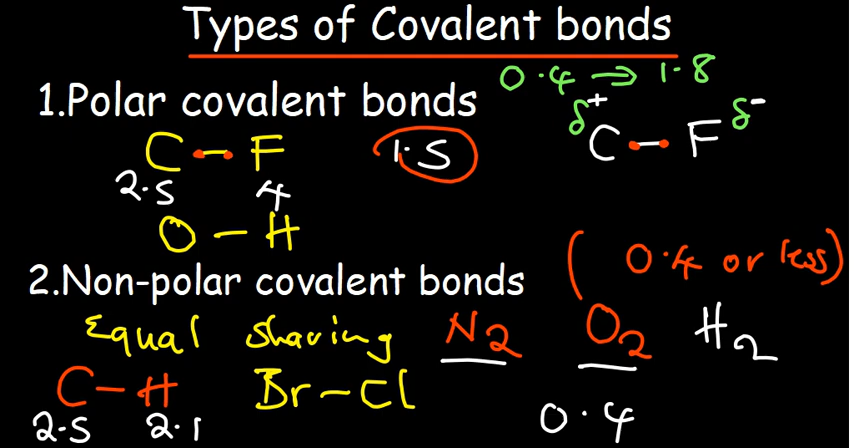 Types of Covalent bonds
0.4 → 1.8
1.Polar covalent bonds
δ+ C - F δ-
C - F 1.5
2.5 4
O - H
(0.4 or less)
2.Non-polar covalent bonds
Equal sharing N2 O2 H2
C - H Br - Cl
2.5 2.1 0.4